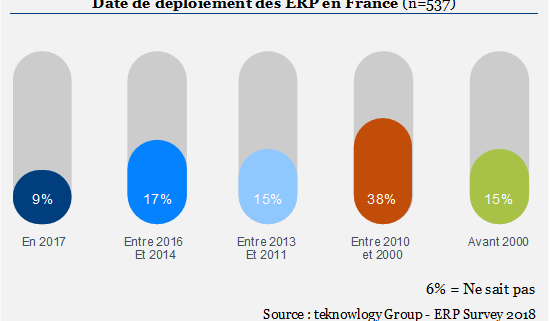 Date de déploiement des ERP en France (n=537)
9%
17%
15%
38%
15%
En 2017
Entre 2016
Et 2014
Entre 2013
Et 2011
Entre 2010
et 2000
Avant 2000
6% = Ne sait pas
Source : teknowlogy Group - ERP Survey 2018